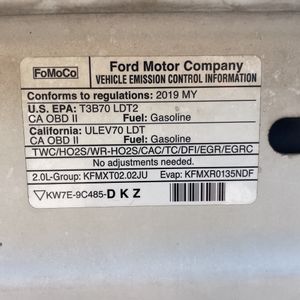 FoMoCo
Ford Motor Company
VEHICLE EMISSION CONTROL INFORMATION
Conforms to regulations: 2019 MY
U.S. EPA: T3B70 LDT2
CA OBD II Fuel: Gasoline
California: ULEV70 LDT
CA OBD II Fuel: Gasoline
TWC/HO2S/WR-HO2S/CAC/TC/DFI/EGR/EGRC
No adjustments needed.
2.0L-Group: KFMXT02.02JU Evap: KFMXR0135NDF
KW7E-9C485-D K Z